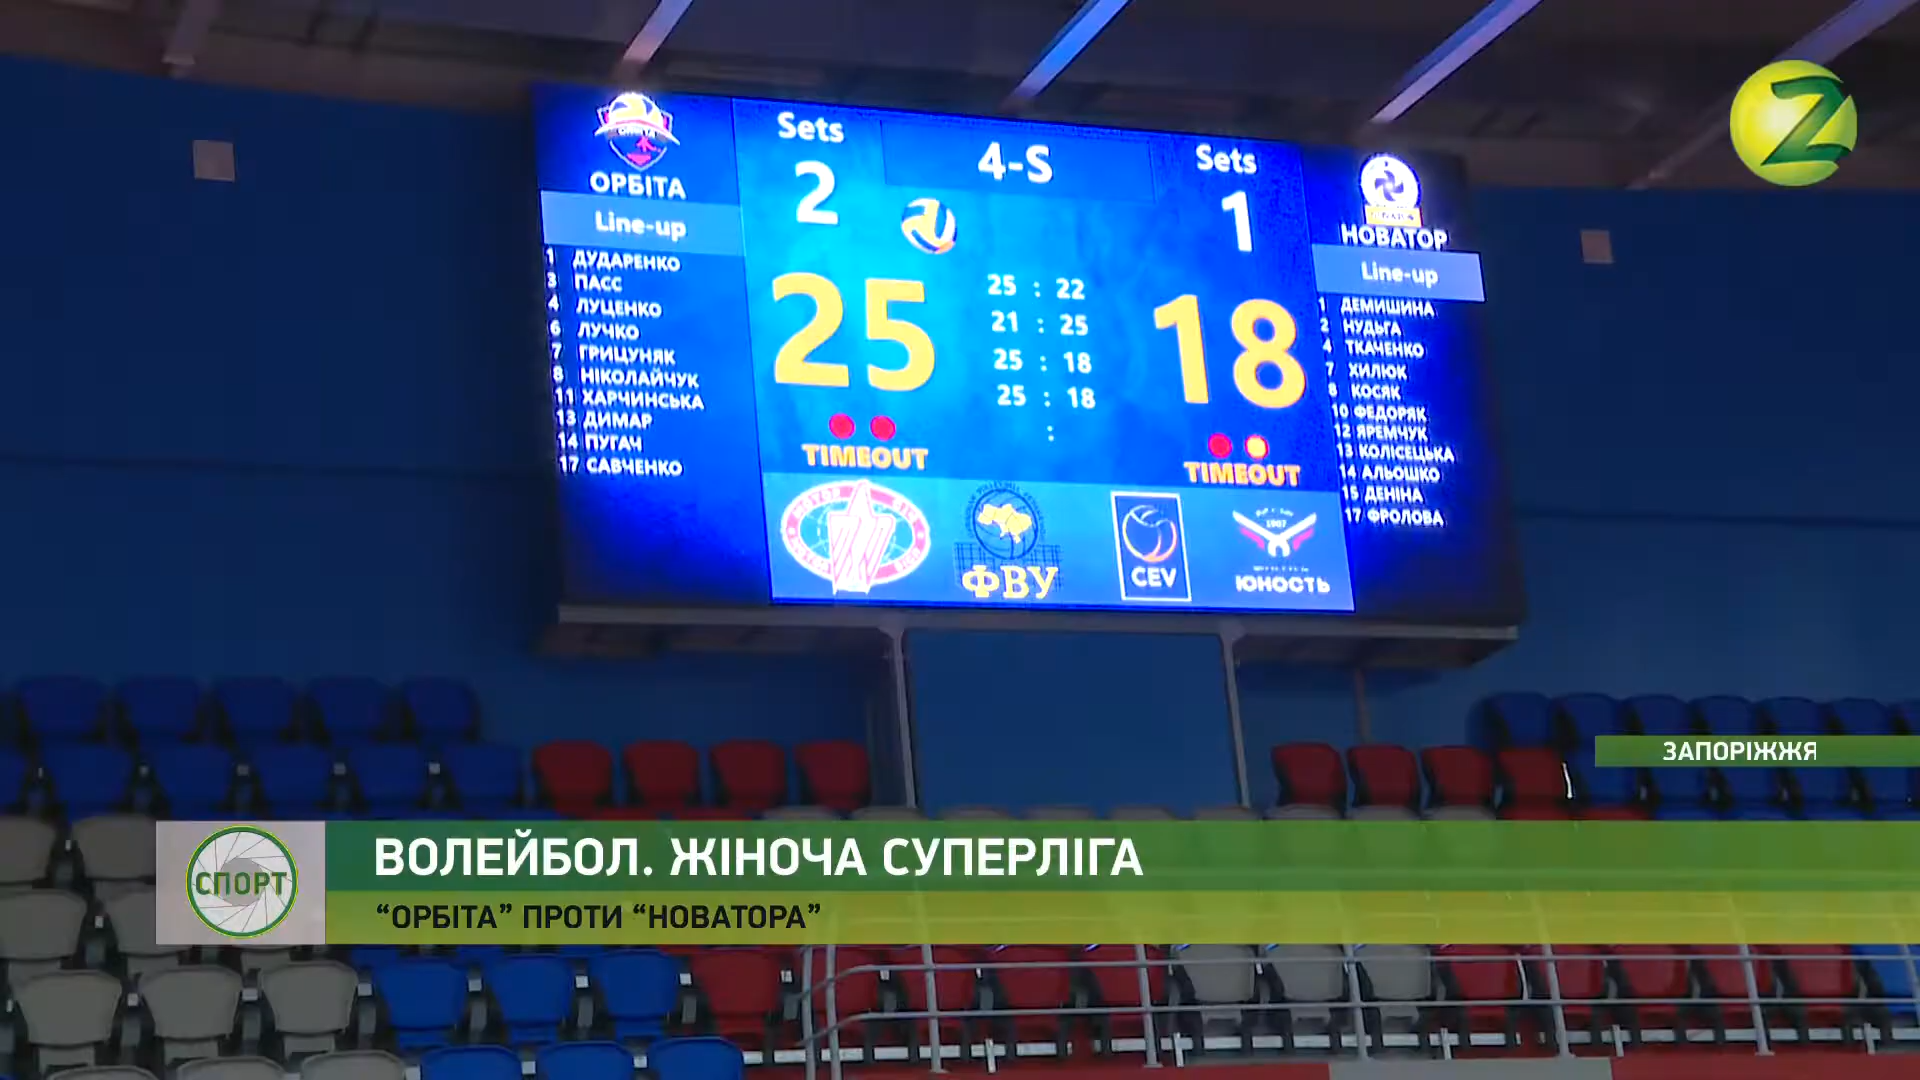 Z
ОРБІТА
Line-up
1 ДУДАРЕНКО
3 ПАСС
4 ЛУЦЕНКО
6 ЛУЧКО
7 ГРИЦУНЯК
8 НІКОЛАЙЧУК
11 ХАРЧИНСЬКА
13 ДИМАР
14 ПУГАЧ
17 САВЧЕНКО
Sets
2
4-S
Sets
1
25
18
25 : 22
21 : 25
25 : 18
25 : 18
:
TIMEOUT
TIMEOUT
ФВУ
CEV
1907
ЮНОСТЬ
НОВАТОР
Line-up
1 ДЕМИШИНА
2 НУДЬГА
4 ТКАЧЕНКО
7 ХИЛЮК
8 КОСЯК
10 ФЕДОРЯК
12 ЯРЕМЧУК
13 КОЛІСЕЦЬКА
14 АЛЬОШКО
15 ДЕНІНА
17 ФРОЛОВА
ЗАПОРІЖЖЯ
СПОРТ
ВОЛЕЙБОЛ. ЖІНОЧА СУПЕРЛІГА
“ОРБІТА” ПРОТИ “НОВАТОРА”